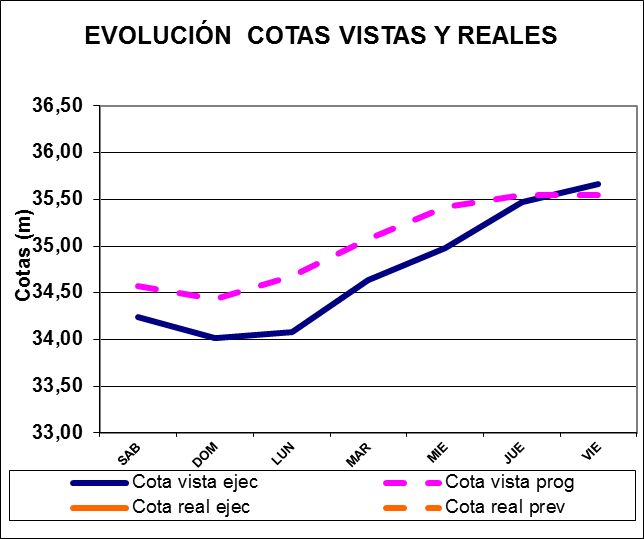 EVOLUCIÓN  COTAS VISTAS Y REALES
36,50
36,00
35,50
35,00
34,50
34,00
33,50
33,00
Cotas (m)
SAB DOM LUN MAR MIE JUE VIE
Cota vista ejec Cota vista prog
Cota real ejec Cota real prev